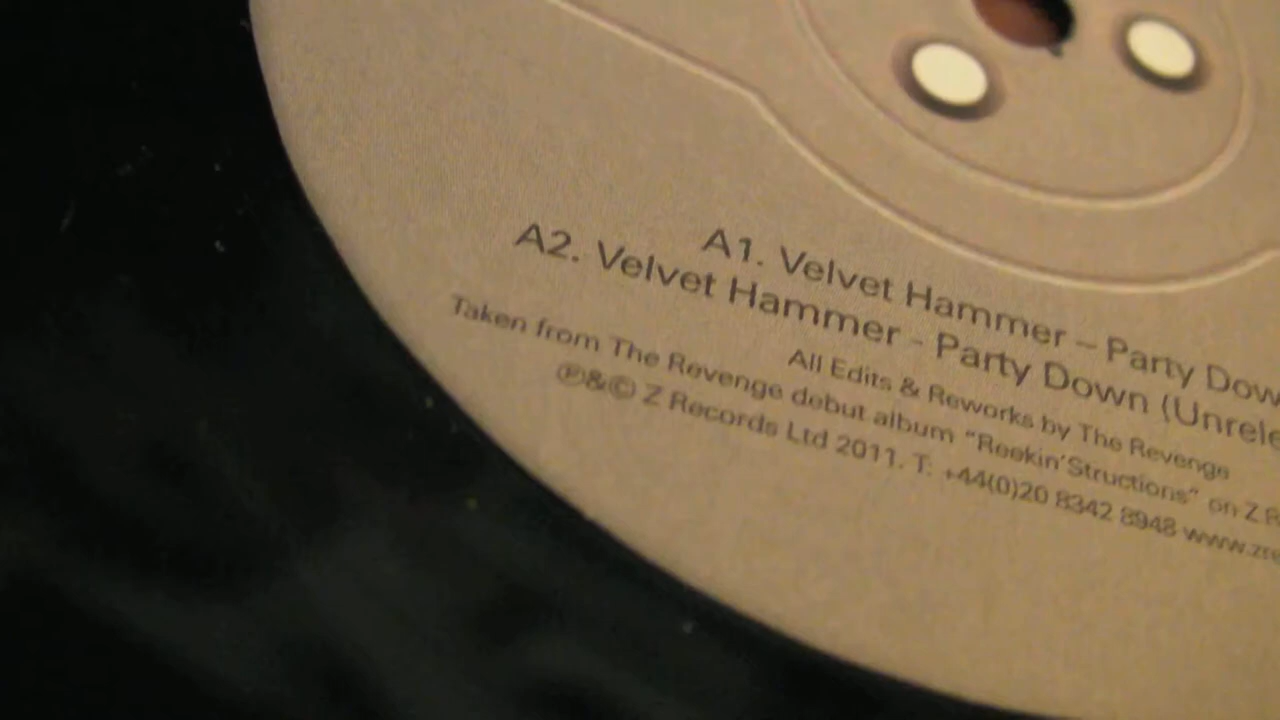 A1. Velvet Hammer – Party Dow
A2. Velvet Hammer - Party Down (Unrele
All Edits & Reworks by The Revenge
Taken from The Revenge debut album “Reekin’Structions” on Z R
℗&© Z Records Ltd 2011. T: +44(0)20 8342 8948 www.zre